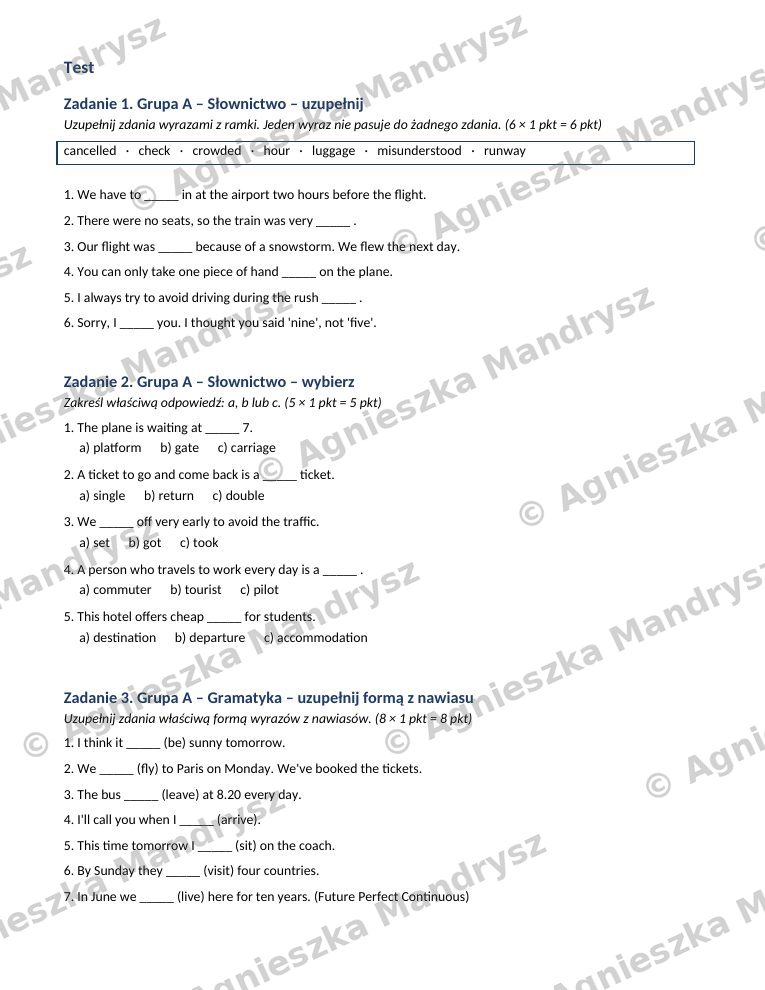 Test
Zadanie 1. Grupa A – Słownictwo – uzupełnij
Uzupełnij zdania wyrazami z ramki. Jeden wyraz nie pasuje do żadnego zdania. (6 × 1 pkt = 6 pkt)
cancelled · check · crowded · hour · luggage · misunderstood · runway
1. We have to _____ in at the airport two hours before the flight.
2. There were no seats, so the train was very _____ .
3. Our flight was _____ because of a snowstorm. We flew the next day.
4. You can only take one piece of hand _____ on the plane.
5. I always try to avoid driving during the rush _____ .
6. Sorry, I _____ you. I thought you said 'nine', not 'five'.
Zadanie 2. Grupa A – Słownictwo – wybierz
Zakreśl właściwą odpowiedź: a, b lub c. (5 × 1 pkt = 5 pkt)
1. The plane is waiting at _____ 7.
a) platform b) gate c) carriage
2. A ticket to go and come back is a _____ ticket.
a) single b) return c) double
3. We _____ off very early to avoid the traffic.
a) set b) got c) took
4. A person who travels to work every day is a _____ .
a) commuter b) tourist c) pilot
5. This hotel offers cheap _____ for students.
a) destination b) departure c) accommodation
Zadanie 3. Grupa A – Gramatyka – uzupełnij formą z nawiasu
Uzupełnij zdania właściwą formą wyrazów z nawiasów. (8 × 1 pkt = 8 pkt)
1. I think it _____ (be) sunny tomorrow.
2. We _____ (fly) to Paris on Monday. We've booked the tickets.
3. The bus _____ (leave) at 8.20 every day.
4. I'll call you when I _____ (arrive).
5. This time tomorrow I _____ (sit) on the coach.
6. By Sunday they _____ (visit) four countries.
7. In June we _____ (live) here for ten years. (Future Perfect Continuous)
© Agnieszka Mandrysz